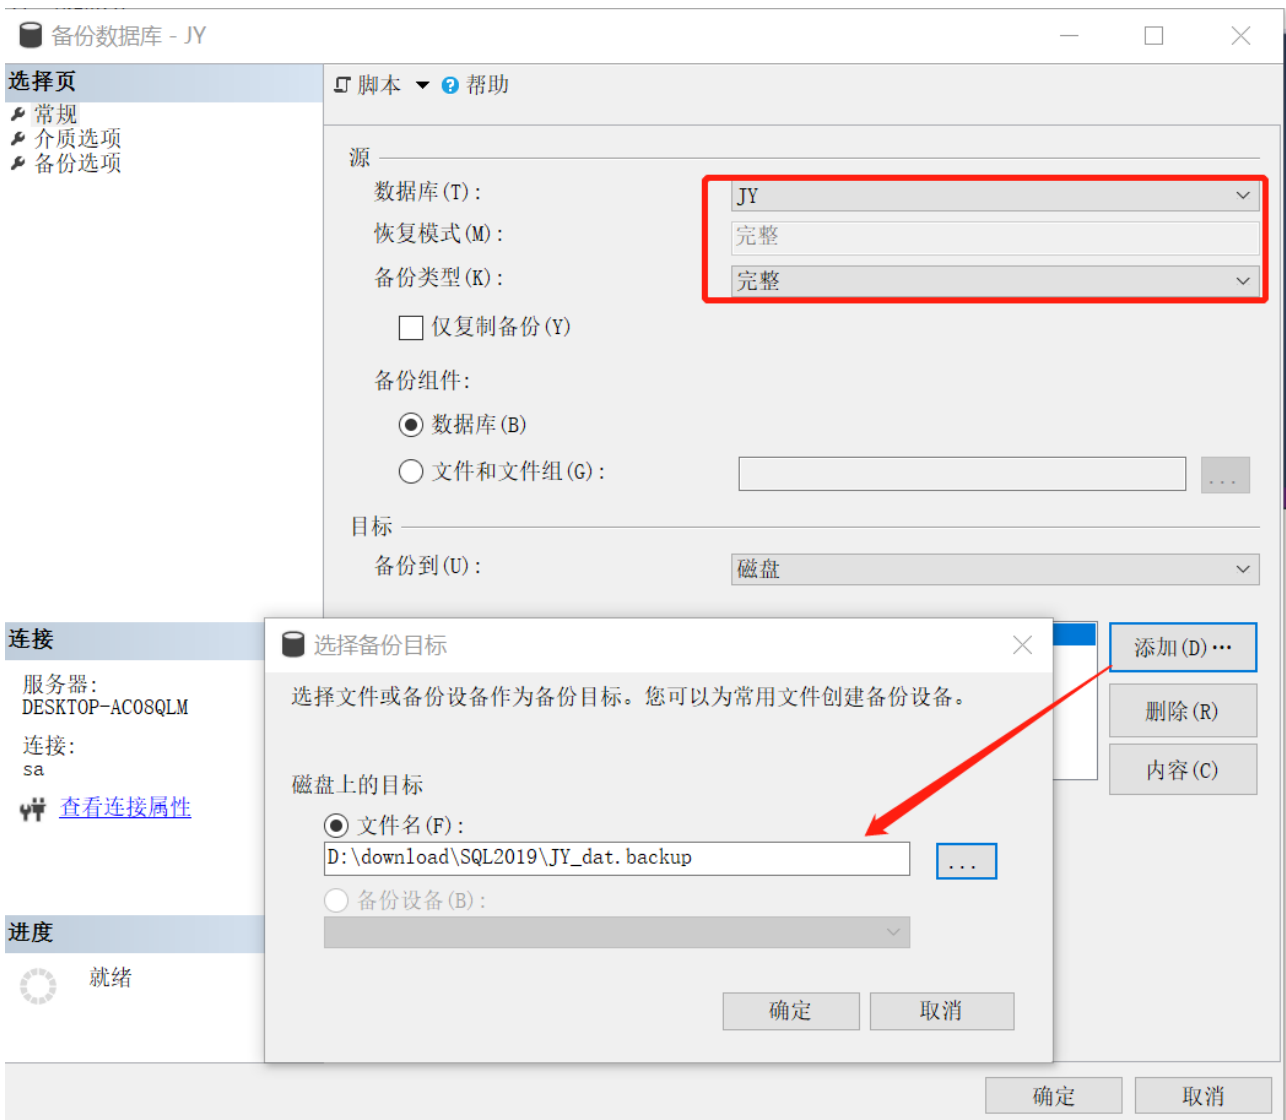 备份数据库 - JY
选择页
常规
介质选项
备份选项
脚本 帮助
源
数据库(T): JY
恢复模式(M): 完整
备份类型(K): 完整
仅复制备份(Y)
备份组件:
数据库(B)
文件和文件组(G): ...
目标
备份到(U): 磁盘
添加(D)…
删除(R)
内容(C)
连接
服务器:
DESKTOP-AC08QLM
连接:
sa
查看连接属性
进度
就绪
选择备份目标
选择文件或备份设备作为备份目标。您可以为常用文件创建备份设备。
磁盘上的目标
文件名(F):
D:\download\SQL2019\JY_dat.backup ...
备份设备(B):
确定 取消
确定 取消